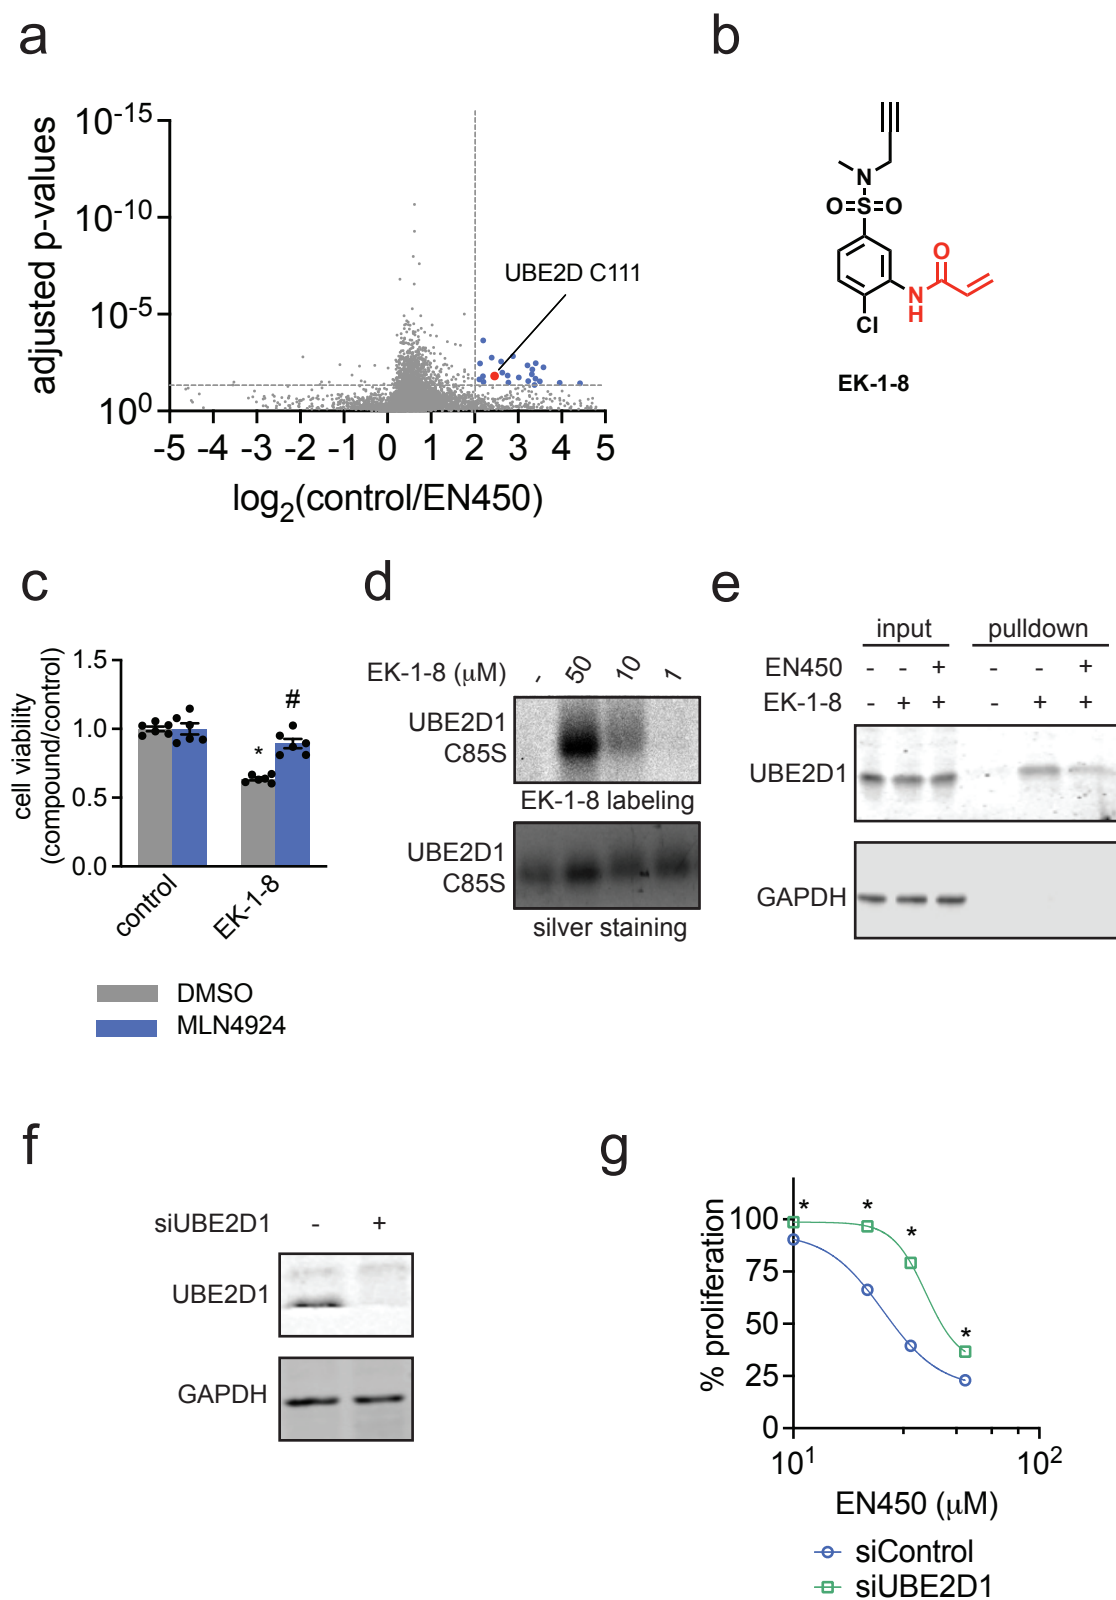 a
b
adjusted p-values
10-15
10-10
10-5
100
UBE2D C111
-5 -4 -3 -2 -1 0 1 2 3 4 5
log2(control/EN450)
N
O=S=O
O
N
H
Cl
EK-1-8
c
d
e
cell viability
(compound/control)
1.5
1.0
0.5
0.0
*
#
control
EK-1-8
DMSO
MLN4924
EK-1-8 (μM) - 50 10 1
UBE2D1
C85S
EK-1-8 labeling
UBE2D1
C85S
silver staining
input pulldown
EN450 - - + - - +
EK-1-8 - + + - + +
UBE2D1
GAPDH
f
g
siUBE2D1 - +
UBE2D1
GAPDH
% proliferation
100
75
50
25
0
* * * *
101 102
EN450 (μM)
siControl
siUBE2D1